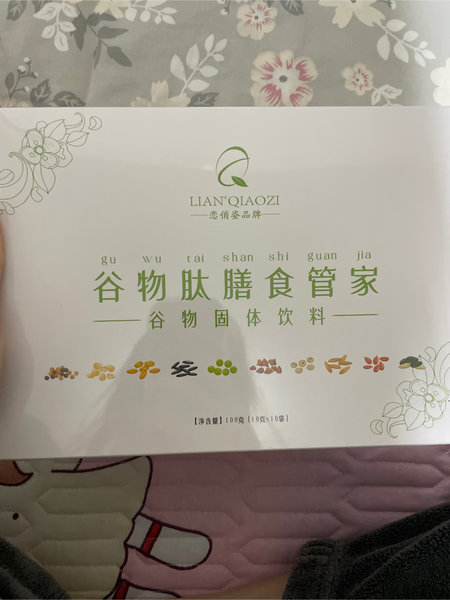 LIAN'QIAOZI
恋俏姿品牌
gu wu tai shan shi guan jia
谷物肽膳食管家
谷物固体饮料
【净含量】100克(10克x10袋)